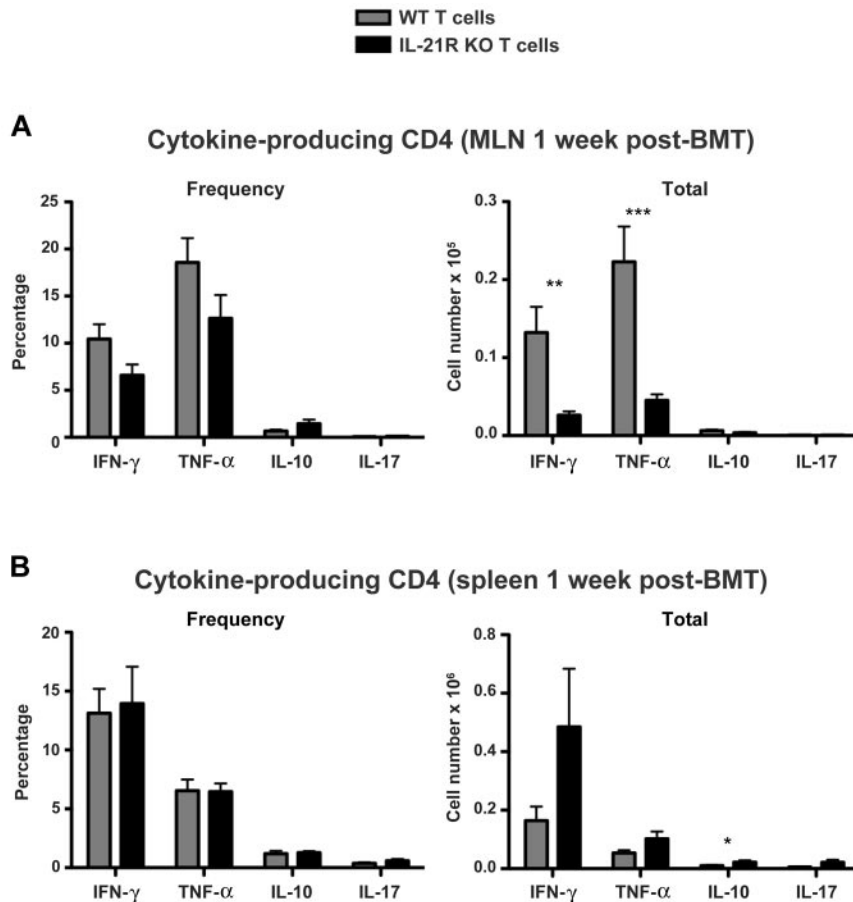 WT T cells
IL-21R KO T cells
A
Cytokine-producing CD4 (MLN 1 week post-BMT)
Frequency
Percentage
25
20
15
10
5
0
IFN-γ TNF-α IL-10 IL-17
Total
Cell number x 10⁵
0.3
0.2
0.1
0.0
**
***
IFN-γ TNF-α IL-10 IL-17
B
Cytokine-producing CD4 (spleen 1 week post-BMT)
Frequency
Percentage
20
15
10
5
0
IFN-γ TNF-α IL-10 IL-17
Total
Cell number x 10⁶
0.8
0.6
0.4
0.2
0.0
*
IFN-γ TNF-α IL-10 IL-17